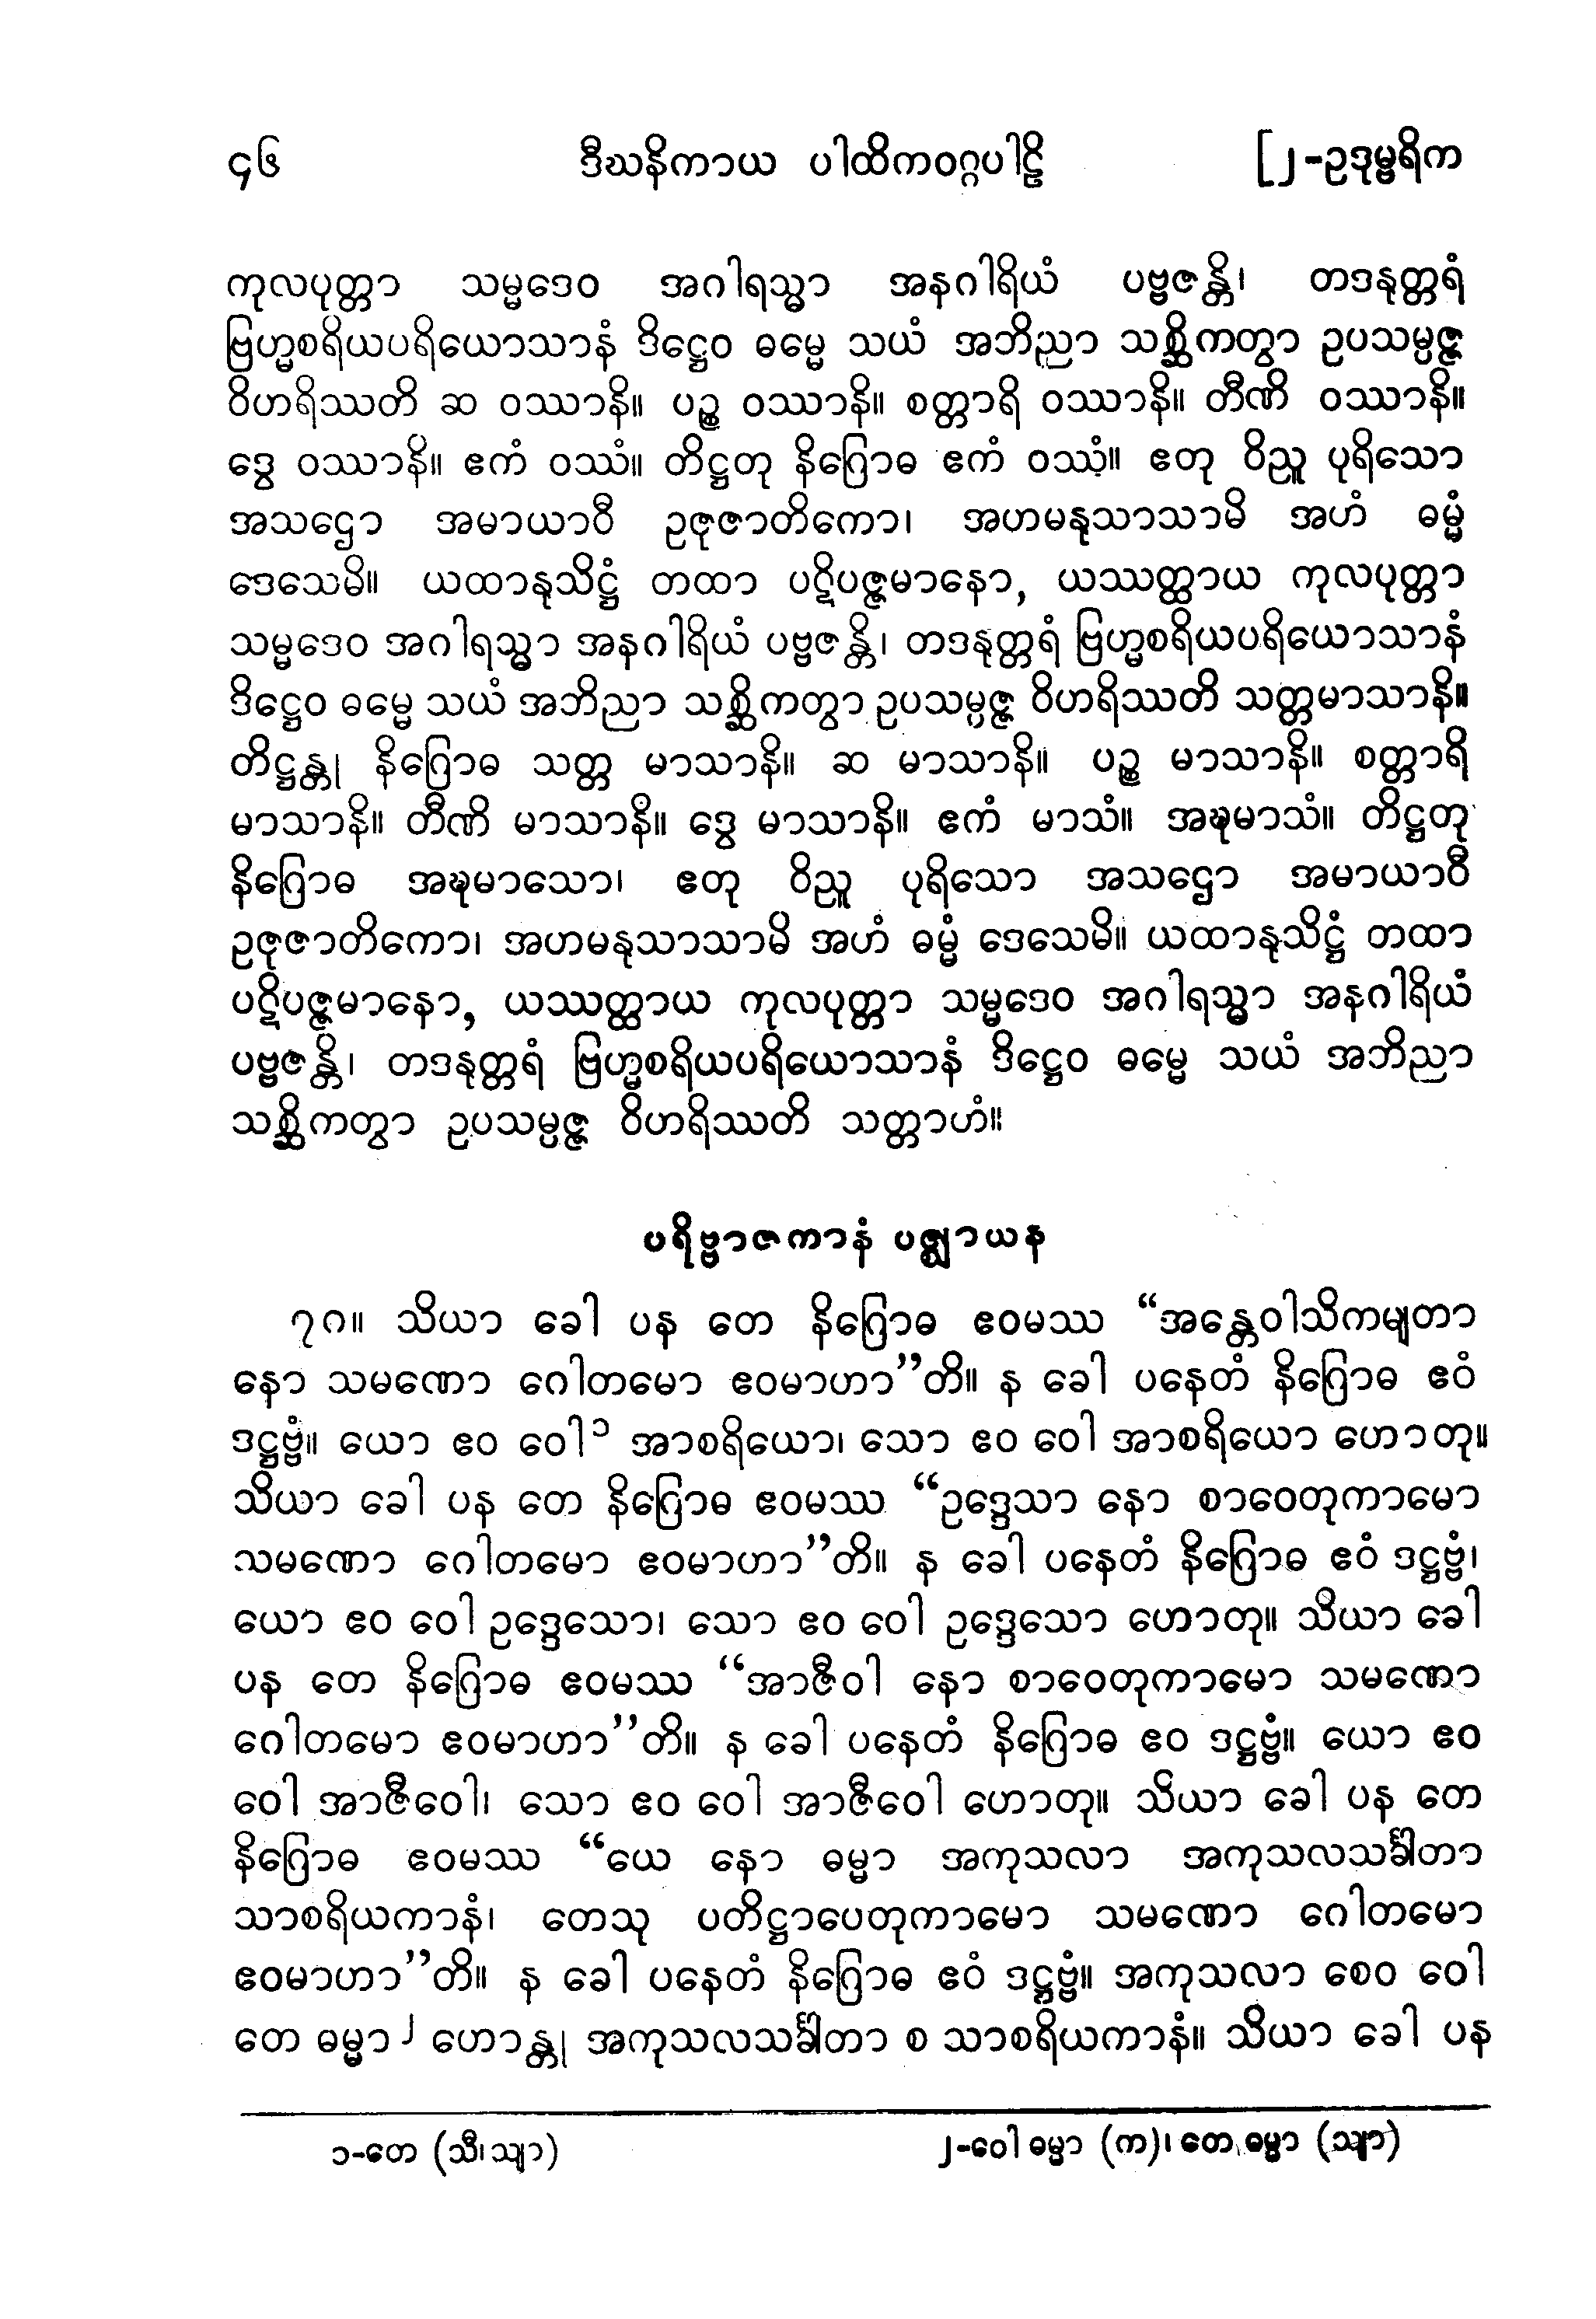 ၄၆ ဒီဃနိကာယ ပါထိကဝဂ္ဂပါဠိ [၂-ဥဒုမ္ဗရိက
ကုလပုတ္တာ သမ္မဒေဝ အဂါရသ္မာ အနဂါရိယံ ပဗ္ဗဇန္တိ၊ တဒနုတ္တရံ
ဗြဟ္မစရိယပရိယောသာနံ ဒိဋ္ဌေဝ ဓမ္မေ သယံ အဘိညာ သစ္ဆိကတွာ ဥပသမ္ပဇ္ဇ
ဝိဟရိဿတိ ဆ ဝဿာနိ။ ပဉ္စ ဝဿာနိ။ စတ္တာရိ ဝဿာနိ။ တီဏိ ဝဿာနိ။
ဒွေ ဝဿာနိ။ ဧကံ ဝဿံ။ တိဋ္ဌတု နိဂြောဓ ဧကံ ဝဿံ။ ဧတု ဝိညူ ပုရိသော
အသဌော အမာယာဝီ ဥဇုဇာတိကော၊ အဟမနုသာသာမိ အဟံ ဓမ္မံ
ဒေသေမိ။ ယထာနုသိဋ္ဌံ တထာ ပဋိပဇ္ဇမာနော, ယဿတ္ထာယ ကုလပုတ္တာ
သမ္မဒေဝ အဂါရသ္မာ အနဂါရိယံ ပဗ္ဗဇန္တိ၊ တဒနုတ္တရံ ဗြဟ္မစရိယပရိယောသာနံ
ဒိဋ္ဌေဝ ဓမ္မေ သယံ အဘိညာ သစ္ဆိကတွာ ဥပသမ္ပဇ္ဇ ဝိဟရိဿတိ သတ္တမာသာနိ။
တိဋ္ဌန္တု နိဂြောဓ သတ္တ မာသာနိ။ ဆ မာသာနိ။ ပဉ္စ မာသာနိ။ စတ္တာရိ
မာသာနိ။ တီဏိ မာသာနိ။ ဒွေ မာသာနိ။ ဧကံ မာသံ။ အဍ္ဎမာသံ။ တိဋ္ဌတု
နိဂြောဓ အဍ္ဎမာသော၊ ဧတု ဝိညူ ပုရိသော အသဌော အမာယာဝီ
ဥဇုဇာတိကော၊ အဟမနုသာသာမိ အဟံ ဓမ္မံ ဒေသေမိ။ ယထာနုသိဋ္ဌံ တထာ
ပဋိပဇ္ဇမာနော, ယဿတ္ထာယ ကုလပုတ္တာ သမ္မဒေဝ အဂါရသ္မာ အနဂါရိယံ
ပဗ္ဗဇန္တိ၊ တဒနုတ္တရံ ဗြဟ္မစရိယပရိယောသာနံ ဒိဋ္ဌေဝ ဓမ္မေ သယံ အဘိညာ
သစ္ဆိကတွာ ဥပသမ္ပဇ္ဇ ဝိဟရိဿတိ သတ္တာဟံ။
ပရိဗ္ဗာဇကာနံ ပဇ္ဈာယန
၇၈။ သိယာ ခေါ ပန တေ နိဂြောဓ ဧဝမဿ “အန္တေဝါသိကမျတာ
နော သမဏော ဂေါတမော ဧဝမာဟာ”တိ။ န ခေါ ပနေတံ နိဂြောဓ ဧဝံ
ဒဋ္ဌဗ္ဗံ။ ယော ဧဝ ဝေါ၁ အာစရိယော၊ သော ဧဝ ဝေါ အာစရိယော ဟောတု။
သိယာ ခေါ ပန တေ နိဂြောဓ ဧဝမဿ “ဥဒ္ဒေသာ နော စာဝေတုကာမော
သမဏော ဂေါတမော ဧဝမာဟာ”တိ။ န ခေါ ပနေတံ နိဂြောဓ ဧဝံ ဒဋ္ဌဗ္ဗံ၊
ယော ဧဝ ဝေါ ဥဒ္ဒေသော၊ သော ဧဝ ဝေါ ဥဒ္ဒေသော ဟောတု။ သိယာ ခေါ
ပန တေ နိဂြောဓ ဧဝမဿ “အာဇီဝါ နော စာဝေတုကာမော သမဏော
ဂေါတမော ဧဝမာဟာ”တိ။ န ခေါ ပနေတံ နိဂြောဓ ဧဝ ဒဋ္ဌဗ္ဗံ။ ယော ဧဝ
ဝေါ အာဇီဝေါ၊ သော ဧဝ ဝေါ အာဇီဝေါ ဟောတု။ သိယာ ခေါ ပန တေ
နိဂြောဓ ဧဝမဿ “ယေ နော ဓမ္မာ အကုသလာ အကုသလသင်္ခါတာ
သာစရိယကာနံ၊ တေသု ပတိဋ္ဌာပေတုကာမော သမဏော ဂေါတမော
ဧဝမာဟာ”တိ။ န ခေါ ပနေတံ နိဂြောဓ ဧဝံ ဒဋ္ဌဗ္ဗံ။ အကုသလာ စေဝ ဝေါ
တေ ဓမ္မာ၂ ဟောန္တု အကုသလသင်္ခါတာ စ သာစရိယကာနံ။ သိယာ ခေါ ပန
၁-တေ (သီ၊သျာ) ၂-ဝေါ ဓမ္မာ (က)၊ တေ ဓမ္မာ (သျာ)